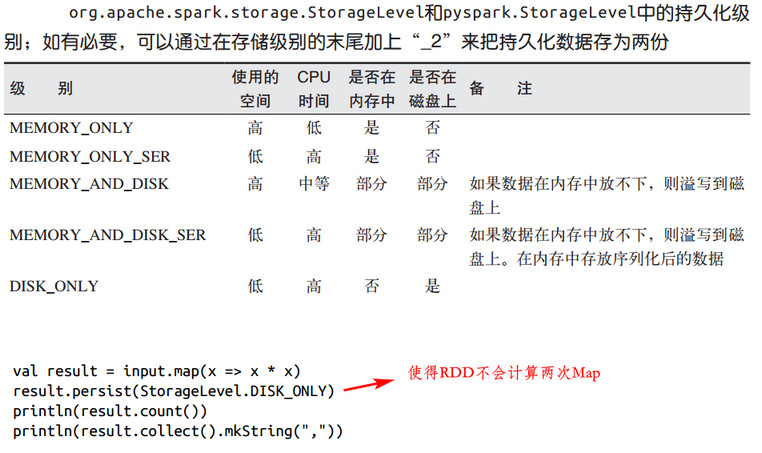 org.apache.spark.storage.StorageLevel和pyspark.StorageLevel中的持久化级
别；如有必要，可以通过在存储级别的末尾加上“_2”来把持久化数据存为两份
级 别 使用的空间 CPU时间 是否在内存中 是否在磁盘上 备 注
MEMORY_ONLY 高 低 是 否
MEMORY_ONLY_SER 低 高 是 否
MEMORY_AND_DISK 高 中等 部分 部分 如果数据在内存中放不下，则溢写到磁
盘上
MEMORY_AND_DISK_SER 低 高 部分 部分 如果数据在内存中放不下，则溢写到磁
盘上。在内存中存放序列化后的数据
DISK_ONLY 低 高 否 是
val result = input.map(x => x * x)
result.persist(StorageLevel.DISK_ONLY) 使得RDD不会计算两次Map
println(result.count())
println(result.collect().mkString(","))